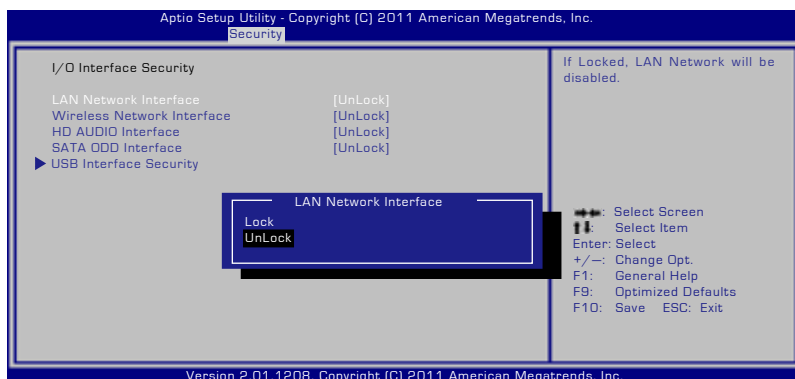 Aptio Setup Utility - Copyright (C) 2011 American Megatrends, Inc.
Security
I/O Interface Security
LAN Network Interface [UnLock]
Wireless Network Interface [UnLock]
HD AUDIO Interface [UnLock]
SATA ODD Interface [UnLock]
USB Interface Security
If Locked, LAN Network will be
disabled.
LAN Network Interface
Lock
UnLock
: Select Screen
: Select Item
Enter: Select
+/—: Change Opt.
F1: General Help
F9: Optimized Defaults
F10: Save ESC: Exit
Version 2.01.1208. Copyright (C) 2011 American Megatrends, Inc.